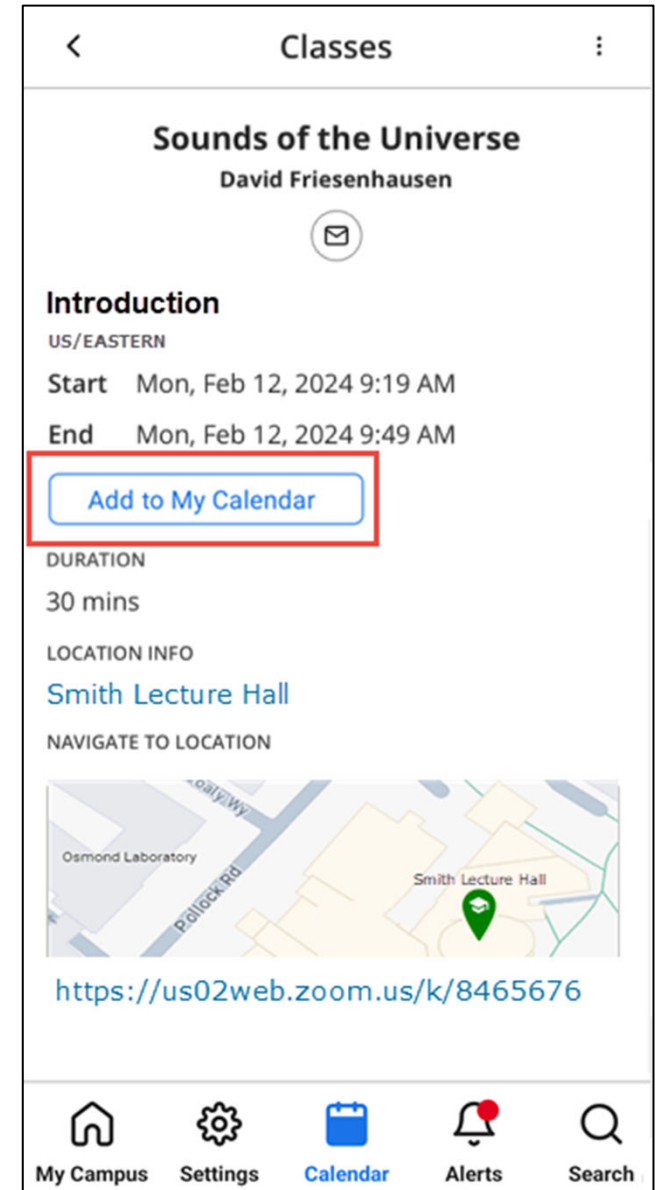 Classes
Sounds of the Universe
David Friesenhausen
Introduction
US/EASTERN
Start Mon, Feb 12, 2024 9:19 AM
End Mon, Feb 12, 2024 9:49 AM
Add to My Calendar
DURATION
30 mins
LOCATION INFO
Smith Lecture Hall
NAVIGATE TO LOCATION
Osmond Laboratory
Pollock Rd
Smith Lecture Hall
https://us02web.zoom.us/k/8465676
My Campus Settings Calendar Alerts Search